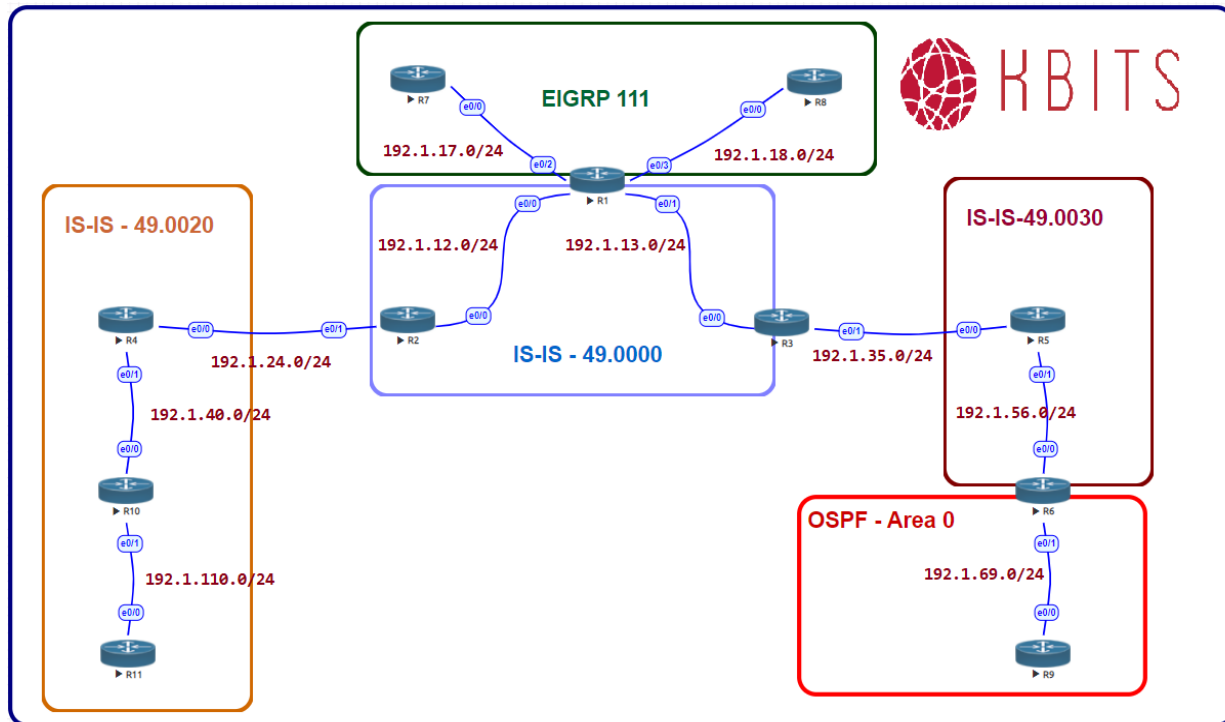 KBITS
EIGRP 111
▶ R7
▶ R8
e0/0
e0/0
192.1.17.0/24
e0/2
e0/3
192.1.18.0/24
▶ R1
IS-IS - 49.0020
e0/0
e0/1
IS-IS-49.0030
192.1.12.0/24
192.1.13.0/24
▶ R4
e0/0
e0/1
▶ R2
e0/0
e0/0
▶ R3
e0/1
e0/0
▶ R5
192.1.24.0/24
IS-IS - 49.0000
192.1.35.0/24
e0/1
192.1.40.0/24
e0/0
▶ R10
e0/1
192.1.56.0/24
e0/0
▶ R6
OSPF - Area 0
e0/1
192.1.110.0/24
e0/0
▶ R11
e0/1
192.1.69.0/24
e0/0
▶ R9